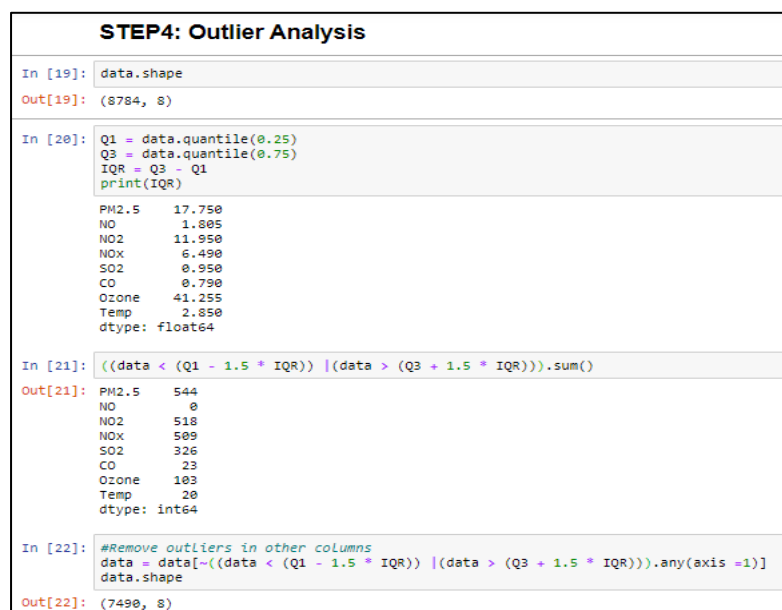 STEP4: Outlier Analysis
In [19]: data.shape
Out[19]: (8784, 8)
In [20]: Q1 = data.quantile(0.25)
Q3 = data.quantile(0.75)
IQR = Q3 - Q1
print(IQR)
PM2.5 17.750
NO 1.805
NO2 11.950
NOx 6.490
SO2 0.950
CO 0.790
Ozone 41.255
Temp 2.850
dtype: float64
In [21]: ((data < (Q1 - 1.5 * IQR)) |(data > (Q3 + 1.5 * IQR))).sum()
Out[21]: PM2.5 544
NO 0
NO2 518
NOx 509
SO2 326
CO 23
Ozone 103
Temp 20
dtype: int64
In [22]: #Remove outliers in other columns
data = data[~((data < (Q1 - 1.5 * IQR)) |(data > (Q3 + 1.5 * IQR))).any(axis =1)]
data.shape
Out[22]: (7490, 8)